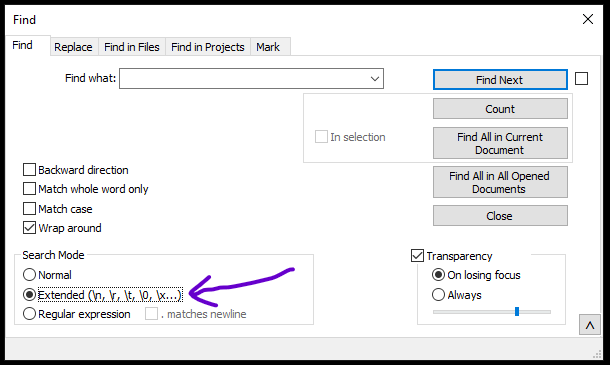 Find
Find Replace Find in Files Find in Projects Mark
Find what:
Find Next
Count
In selection
Find All in Current
Document
Find All in All Opened
Documents
Close
Backward direction
Match whole word only
Match case
Wrap around
Search Mode
Normal
Extended (\n, \r, \t, \0, \x...)
Regular expression
. matches newline
Transparency
On losing focus
Always